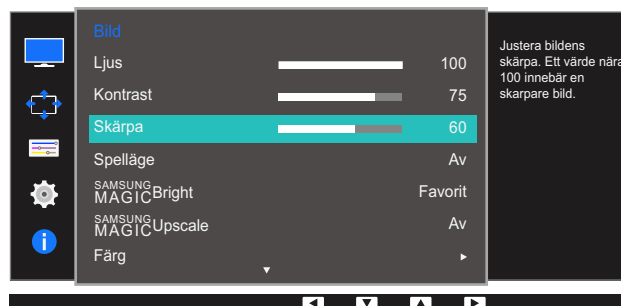 Bild
Ljus 100
Kontrast 75
Skärpa 60
Spelläge Av
SAMSUNG MAGIC Bright Favorit
SAMSUNG MAGIC Upscale Av
Färg
Justera bildens
skärpa. Ett värde nära
100 innebär en
skarpare bild.